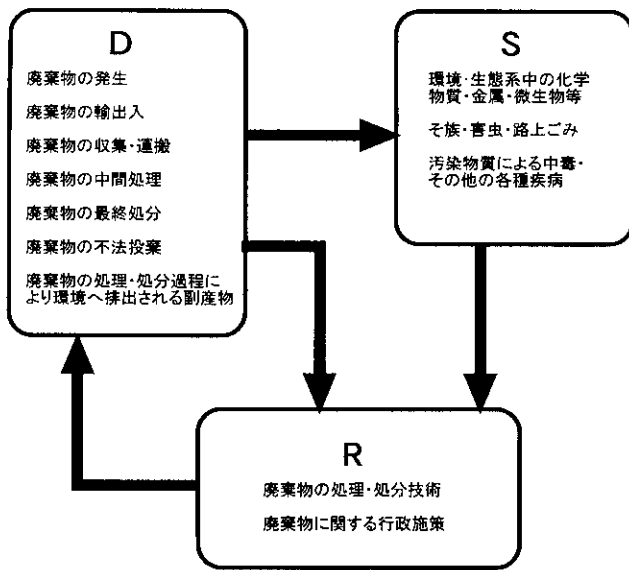 D
廃棄物の発生
廃棄物の輸出入
廃棄物の収集・運搬
廃棄物の中間処理
廃棄物の最終処分
廃棄物の不法投棄
廃棄物の処理・処分過程に
より環境へ排出される副産物
S
環境・生態系中の化学
物質・金属・微生物等
そ族・害虫・路上ごみ
汚染物質による中毒・
その他の各種疾病
R
廃棄物の処理・処分技術
廃棄物に関する行政施策